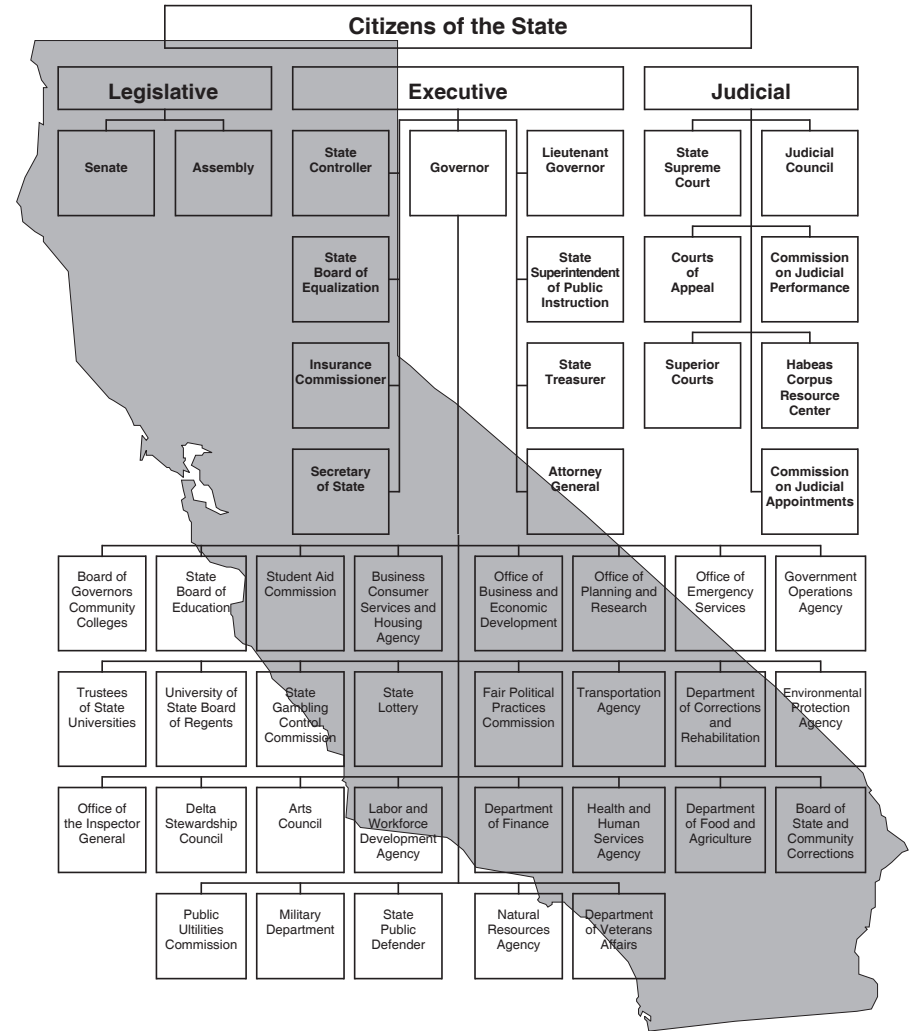 Citizens of the State
Legislative
Executive
Judicial
Senate
Assembly
State
Controller
Governor
Lieutenant
Governor
State
Supreme
Court
Judicial
Council
State
Board of
Equalization
State
Superintendent
of Public
Instruction
Courts
of
Appeal
Commission
on Judicial
Performance
Insurance
Commissioner
State
Treasurer
Superior
Courts
Habeas
Corpus
Resource
Center
Secretary
of State
Attorney
General
Commission
on Judicial
Appointments
Board of
Governors
Community
Colleges
State
Board of
Education
Student Aid
Commission
Business
Consumer
Services and
Housing
Agency
Office of
Business and
Economic
Development
Office of
Planning and
Research
Office of
Emergency
Services
Government
Operations
Agency
Trustees
of State
Universities
University of
State Board
of Regents
State
Gambling
Control
Commission
State
Lottery
Fair Political
Practices
Commission
Transportation
Agency
Department
of Corrections
and
Rehabilitation
Environmental
Protection
Agency
Office of
the Inspector
General
Delta
Stewardship
Council
Arts
Council
Labor and
Workforce
Development
Agency
Department
of Finance
Health and
Human
Services
Agency
Department
of Food and
Agriculture
Board of
State and
Community
Corrections
Public
Ultilities
Commission
Military
Department
State
Public
Defender
Natural
Resources
Agency
Department
of Veterans
Affairs